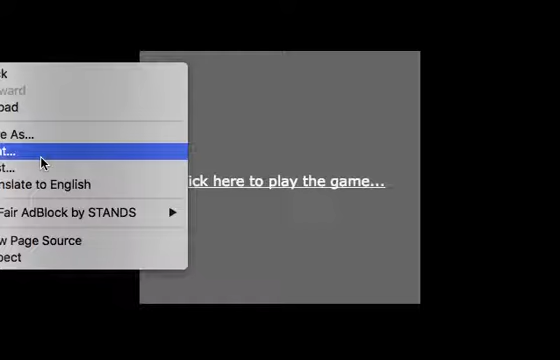 ck
ward
oad
e As...
t...
t...
nslate to English
Fair AdBlock by STANDS
w Page Source
pect
ick here to play the game...